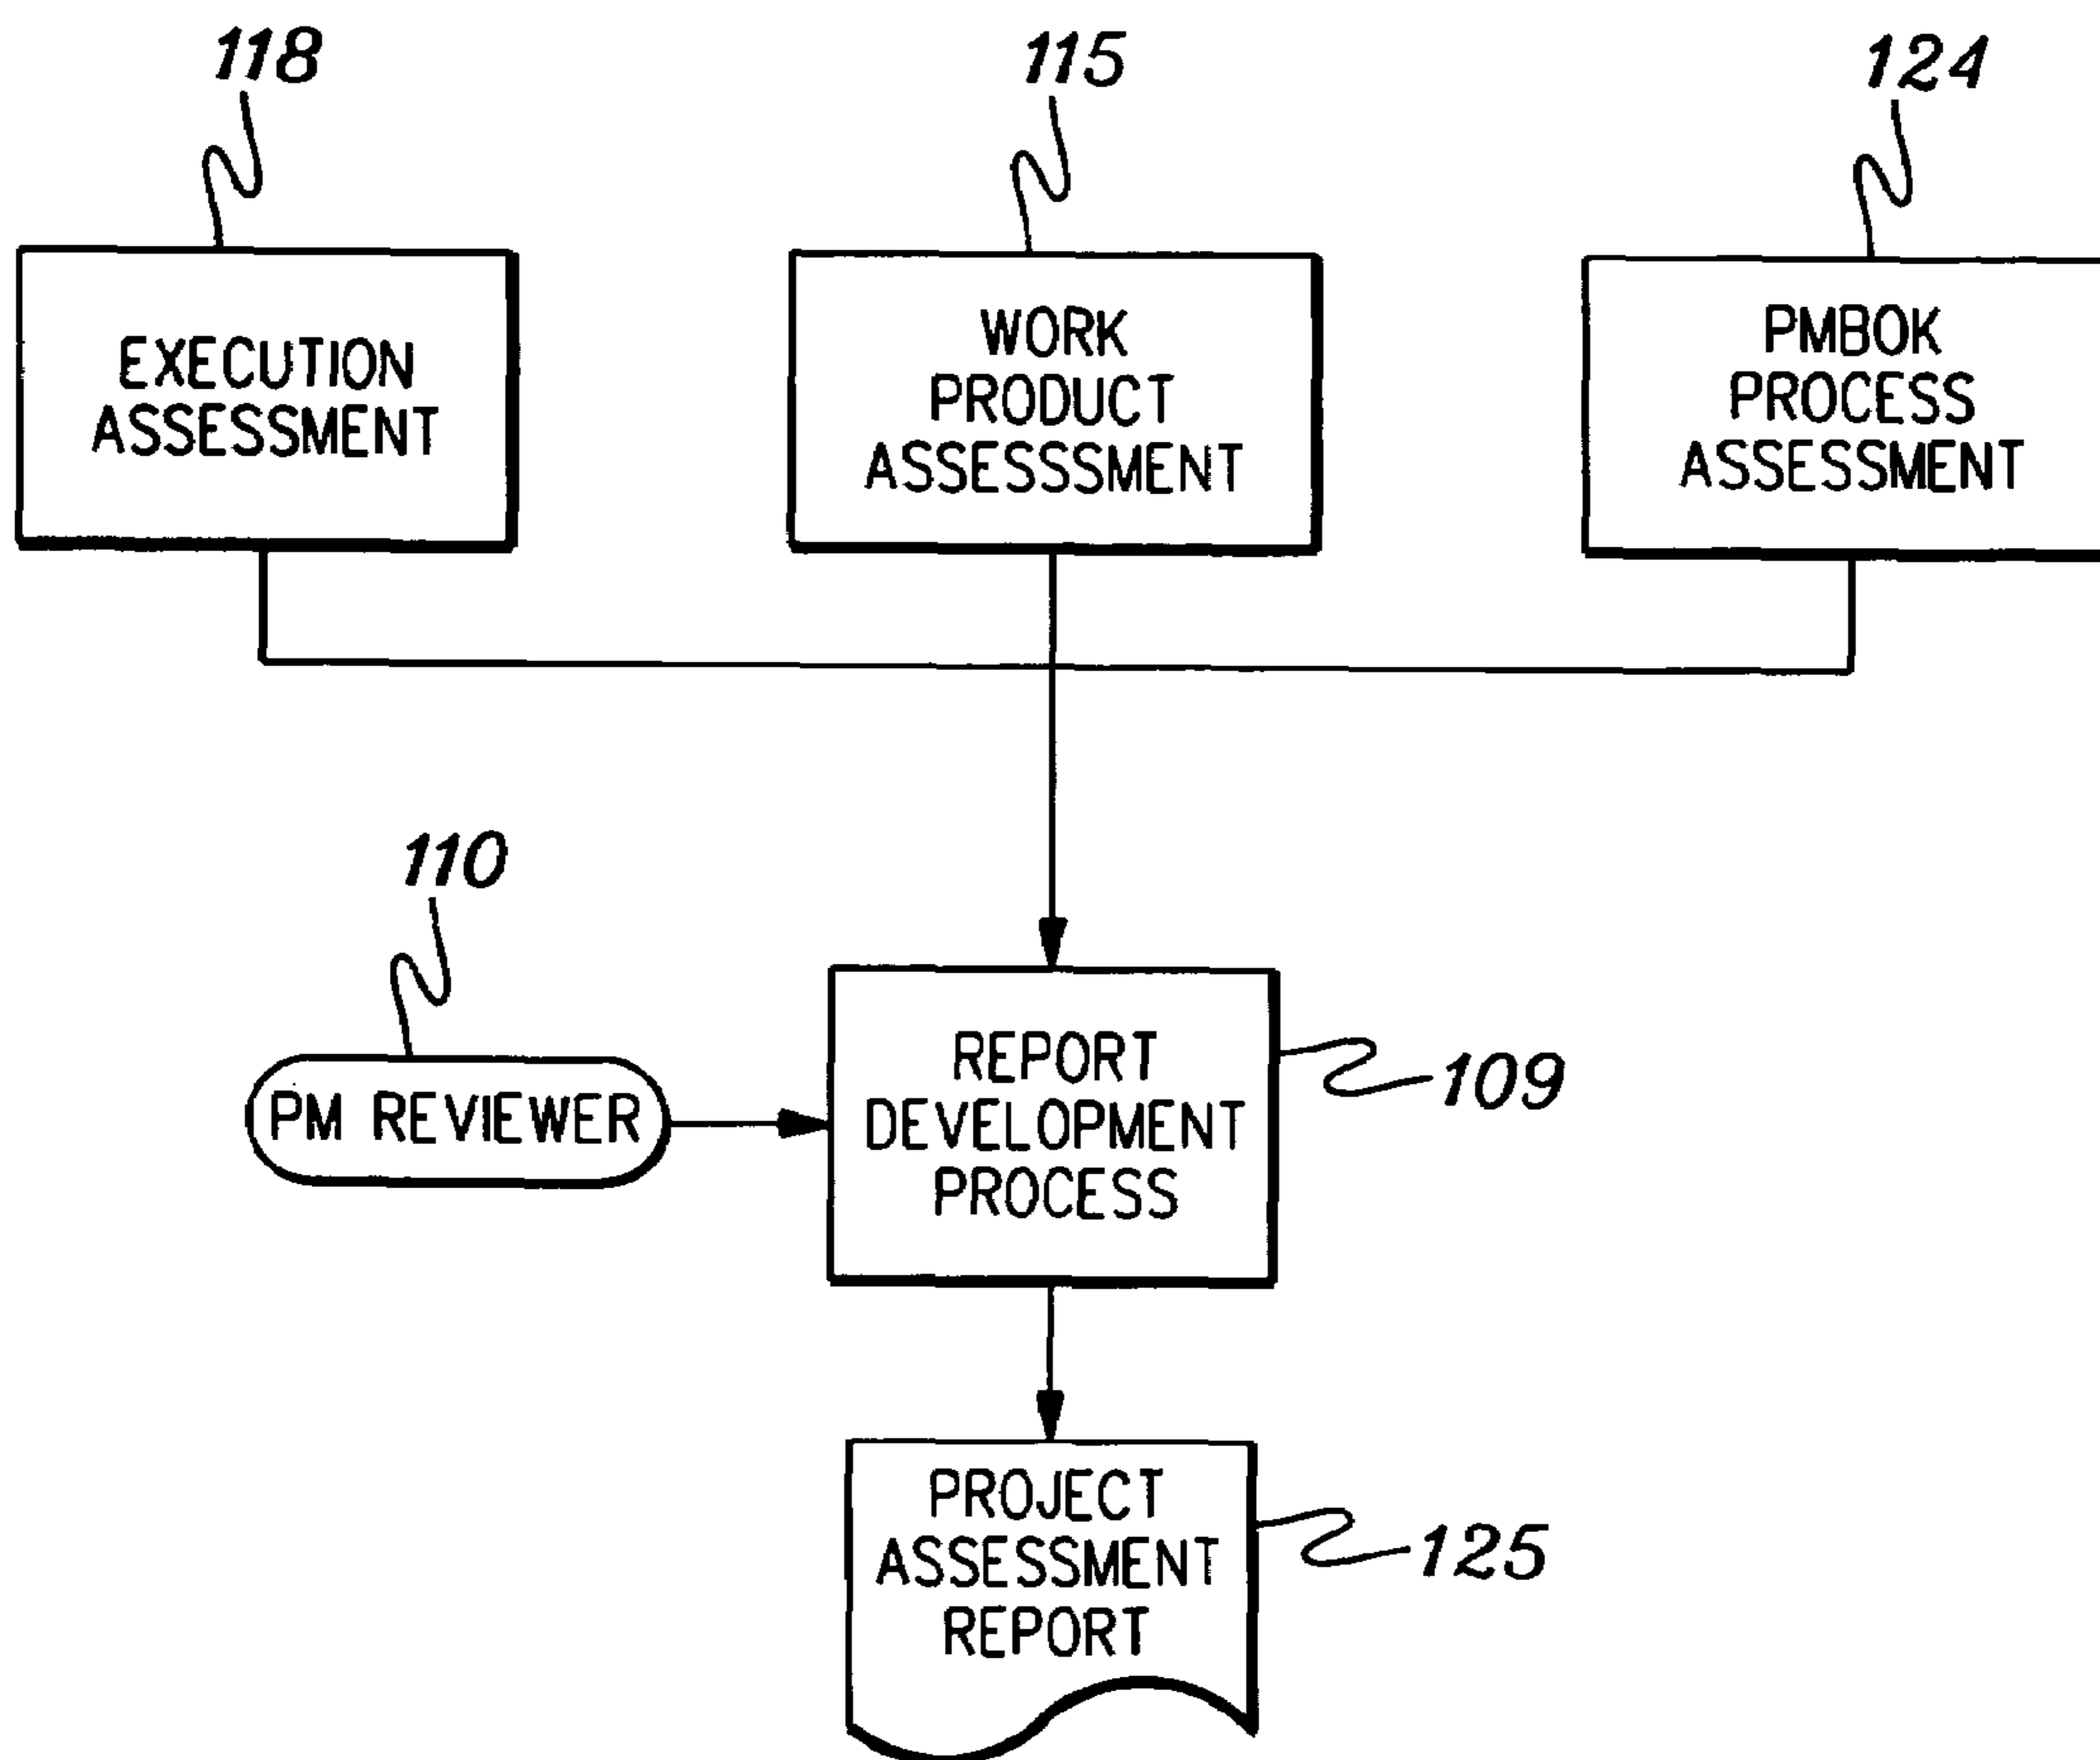 118
115
124
EXECUTION
ASSESSMENT
WORK
PRODUCT
ASSESSSMENT
PMBOK
PROCESS
ASSESSMENT
110
PM REVIEWER
REPORT
DEVELOPMENT
PROCESS
109
PROJECT
ASSESSMENT
REPORT
125